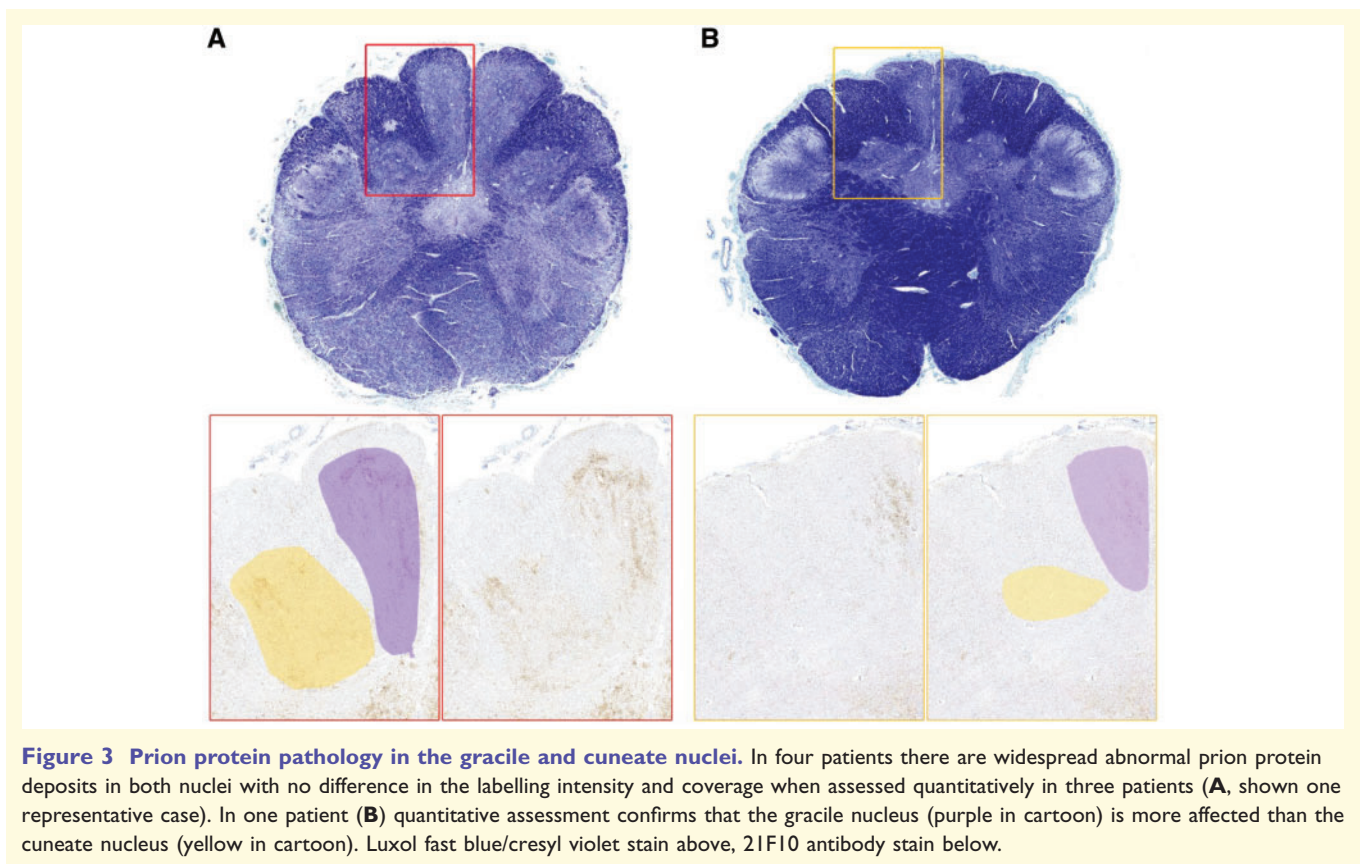 A
B
Figure 3 Prion protein pathology in the gracile and cuneate nuclei. In four patients there are widespread abnormal prion protein
deposits in both nuclei with no difference in the labelling intensity and coverage when assessed quantitatively in three patients (A, shown one
representative case). In one patient (B) quantitative assessment confirms that the gracile nucleus (purple in cartoon) is more affected than the
cuneate nucleus (yellow in cartoon). Luxol fast blue/cresyl violet stain above, 21F10 antibody stain below.